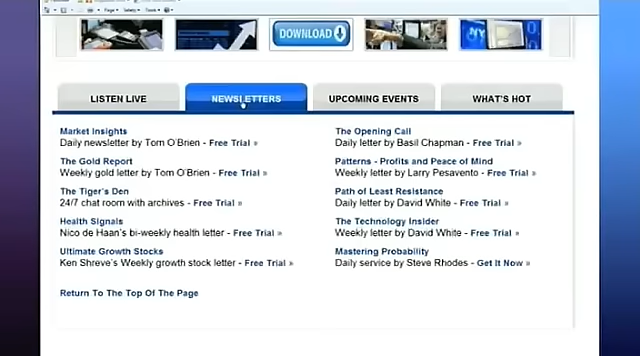 Page ▾ Safety ▾ Tools ▾
DOWNLOAD
NY
LISTEN LIVE
NEWSLETTERS
UPCOMING EVENTS
WHAT'S HOT
Market Insights
Daily newsletter by Tom O'Brien - Free Trial »
The Gold Report
Weekly gold letter by Tom O'Brien - Free Trial »
The Tiger's Den
24/7 chat room with archives - Free Trial »
Health Signals
Nico de Haan's bi-weekly health letter - Free Trial »
Ultimate Growth Stocks
Ken Shreve's Weekly growth stock letter - Free Trial »
Return To The Top Of The Page
The Opening Call
Daily letter by Basil Chapman - Free Trial »
Patterns - Profits and Peace of Mind
Weekly letter by Larry Pesavento - Free Trial »
Path of Least Resistance
Daily letter by David White - Free Trial »
The Technology Insider
Weekly letter by David White - Free Trial »
Mastering Probability
Daily service by Steve Rhodes - Get It Now »